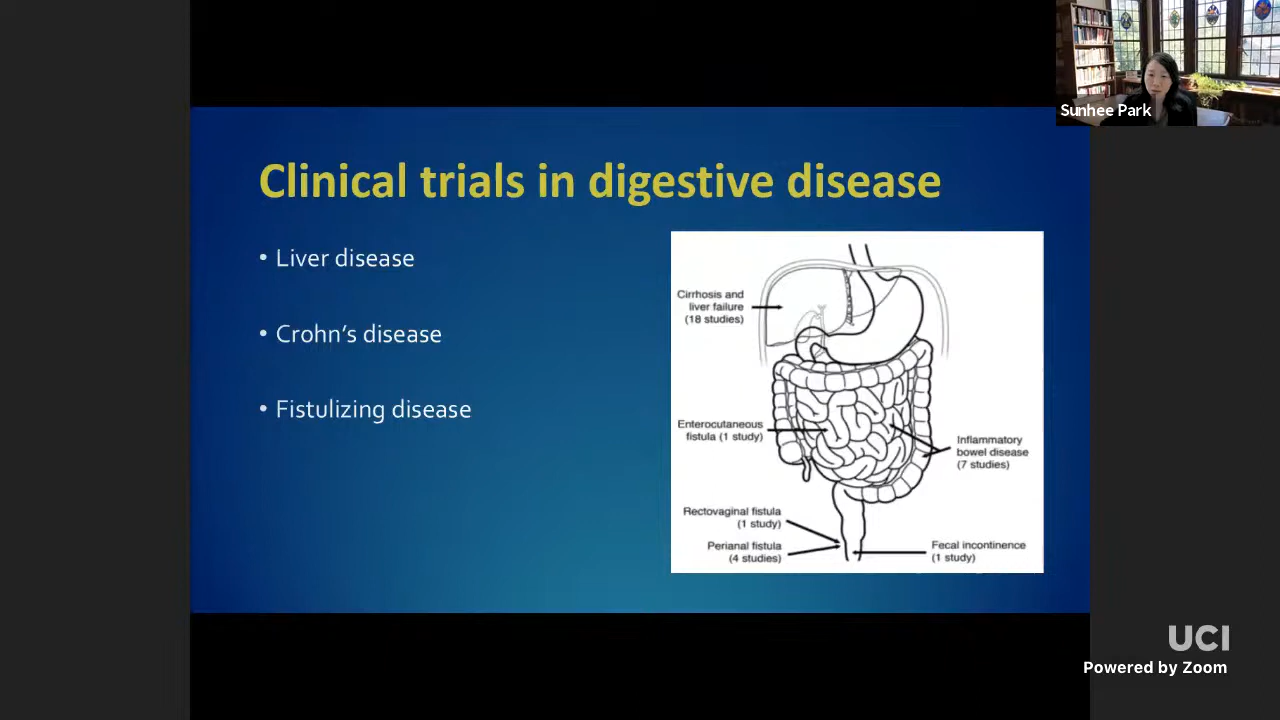 Sunhee Park
Clinical trials in digestive disease
• Liver disease
• Crohn's disease
• Fistulizing disease
Cirrhosis and
liver failure
(18 studies)
Enterocutaneous
fistula (1 study)
Inflammatory
bowel disease
(7 studies)
Rectovaginal fistula
(1 study)
Perianal fistula
(4 studies)
Fecal incontinence
(1 study)
UCI
Powered by Zoom